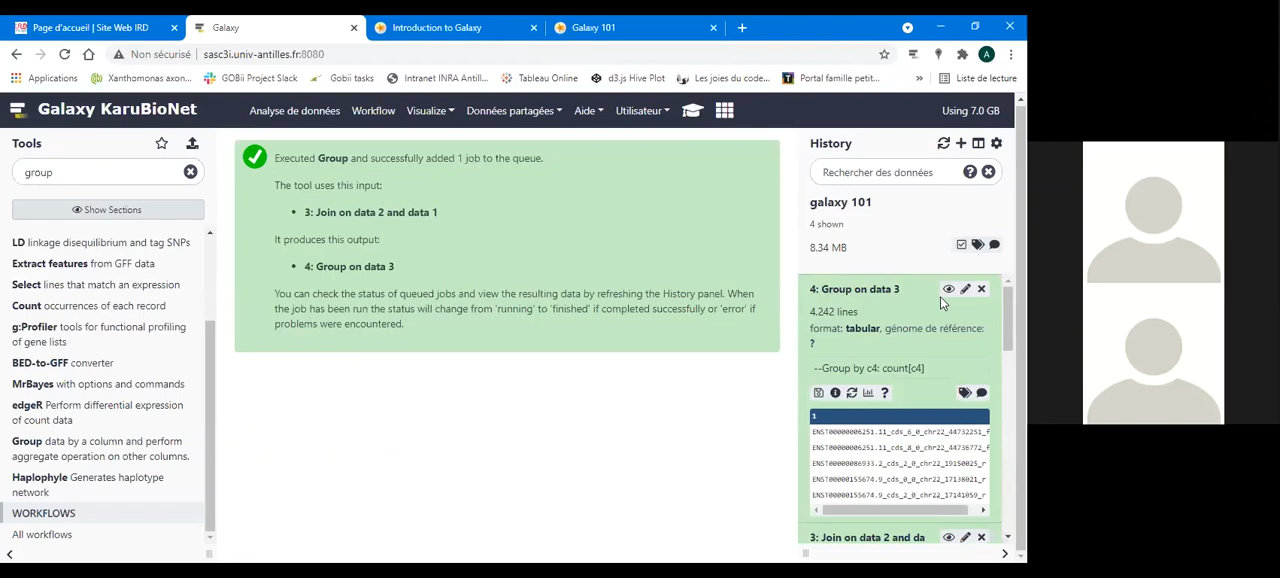 Page d'accueil | Site Web IRD
Galaxy
Introduction to Galaxy
Galaxy 101
Non sécurisé
sasc3i.univ-antilles.fr:8080
Applications
Xanthomonas axon...
GOBii Project Slack
Gobii tasks
Intranet INRA Antill...
Tableau Online
d3.js Hive Plot
Les joies du code...
Portal famille petit...
»
Liste de lecture
Galaxy KaruBioNet
Analyse de données
Workflow
Visualize
Données partagées
Aide
Utilisateur
Using 7.0 GB
Tools
group
Show Sections
LD linkage disequilibrium and tag SNPs
Extract features from GFF data
Select lines that match an expression
Count occurrences of each record
g:Profiler tools for functional profiling
of gene lists
BED-to-GFF converter
MrBayes with options and commands
edgeR Perform differential expression
of count data
Group data by a column and perform
aggregate operation on other columns.
Haplophyle Generates haplotype
network
WORKFLOWS
All workflows
Executed Group and successfully added 1 job to the queue.
The tool uses this input:
• 3: Join on data 2 and data 1
It produces this output:
• 4: Group on data 3
You can check the status of queued jobs and view the resulting data by refreshing the History panel. When
the job has been run the status will change from 'running' to 'finished' if completed successfully or 'error' if
problems were encountered.
History
Rechercher des données
galaxy 101
4 shown
8.34 MB
4: Group on data 3
4,242 lines
format: tabular, génome de référence:
?
--Group by c4: count[c4]
1
ENST00000006251.11_cds_6_0_chr22_44732251_f
ENST00000006251.11_cds_8_0_chr22_44736772_f
ENST00000086933.2_cds_2_0_chr22_19150025_r
ENST00000155674.9_cds_0_0_chr22_17138021_r
ENST00000155674.9_cds_2_0_chr22_17141059_r
3: Join on data 2 and da